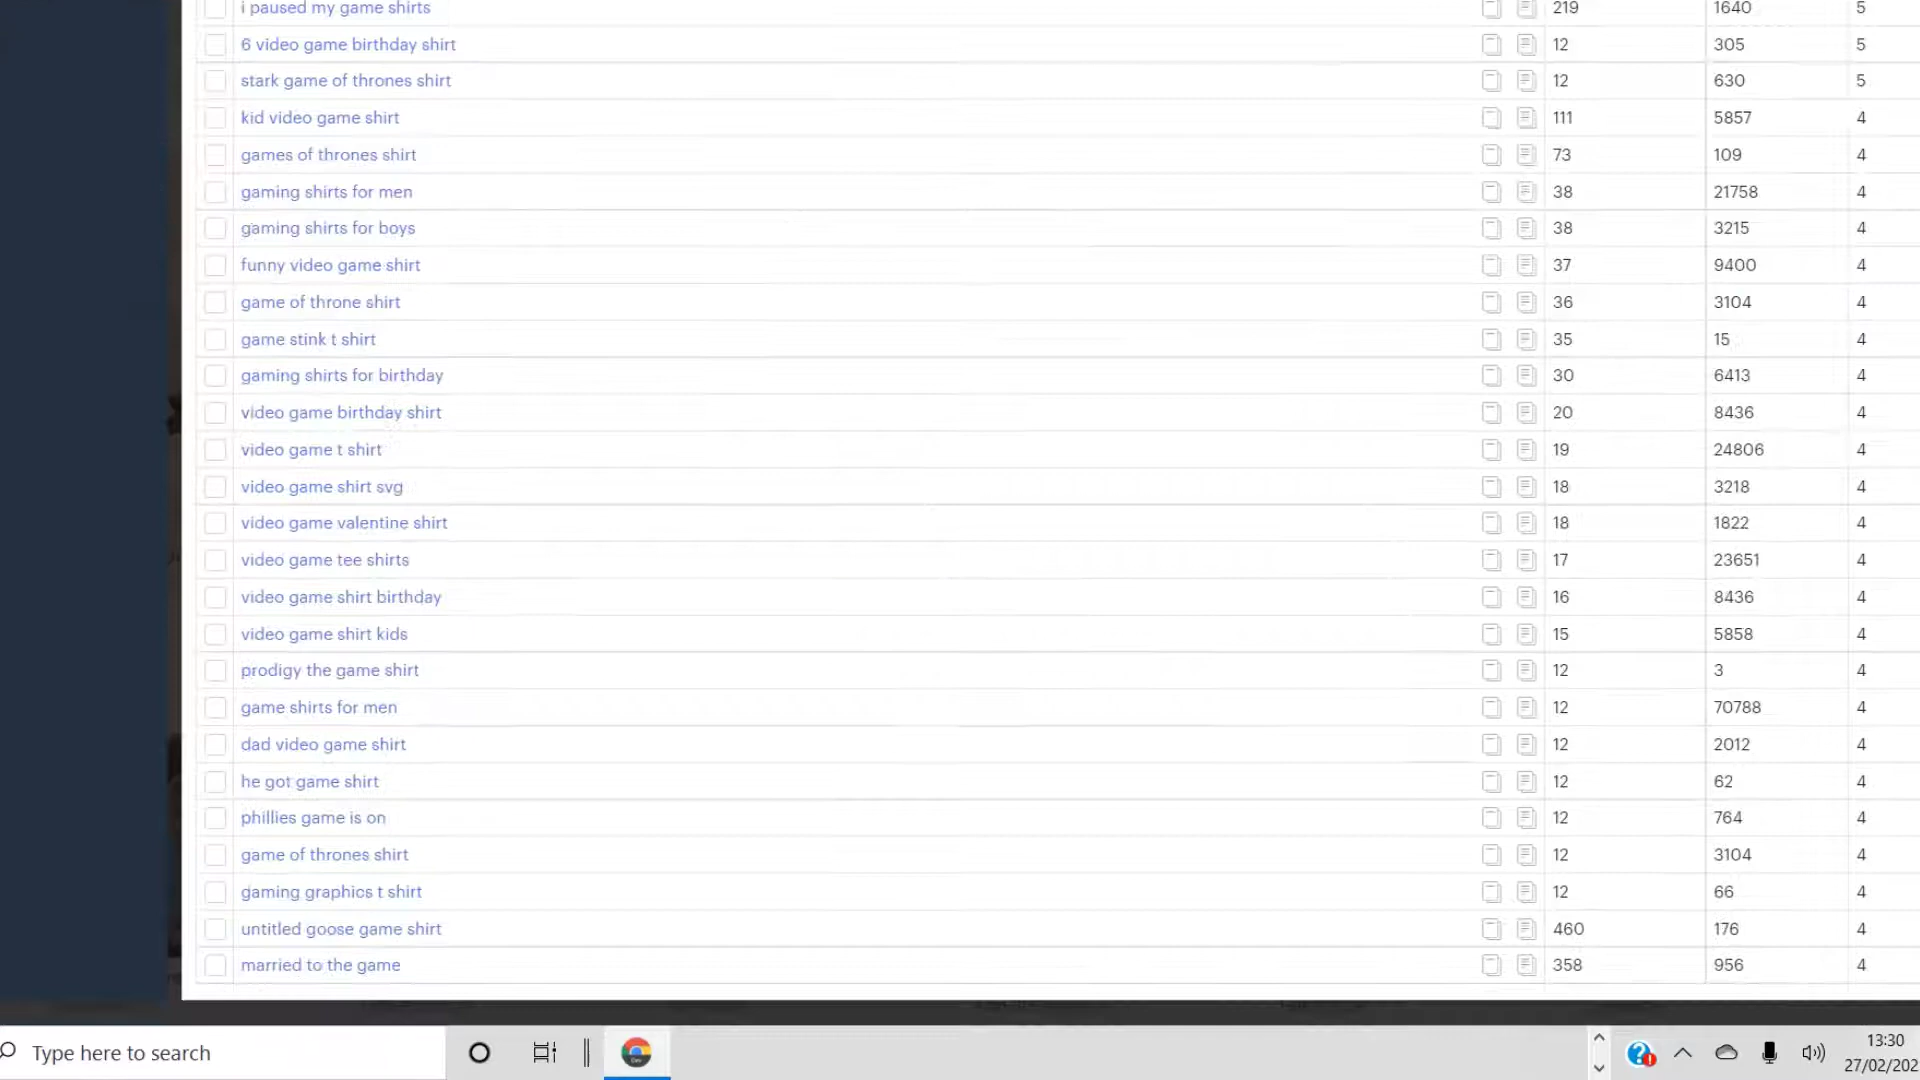 i paused my game shirts 219 1640 5
6 video game birthday shirt 12 305 5
stark game of thrones shirt 12 630 5
kid video game shirt 111 5857 4
games of thrones shirt 73 109 4
gaming shirts for men 38 21758 4
gaming shirts for boys 38 3215 4
funny video game shirt 37 9400 4
game of throne shirt 36 3104 4
game stink t shirt 35 15 4
gaming shirts for birthday 30 6413 4
video game birthday shirt 20 8436 4
video game t shirt 19 24806 4
video game shirt svg 18 3218 4
video game valentine shirt 18 1822 4
video game tee shirts 17 23651 4
video game shirt birthday 16 8436 4
video game shirt kids 15 5858 4
prodigy the game shirt 12 3 4
game shirts for men 12 70788 4
dad video game shirt 12 2012 4
he got game shirt 12 62 4
phillies game is on 12 764 4
game of thrones shirt 12 3104 4
gaming graphics t shirt 12 66 4
untitled goose game shirt 460 176 4
married to the game 358 956 4
Type here to search
13:30
27/02/202